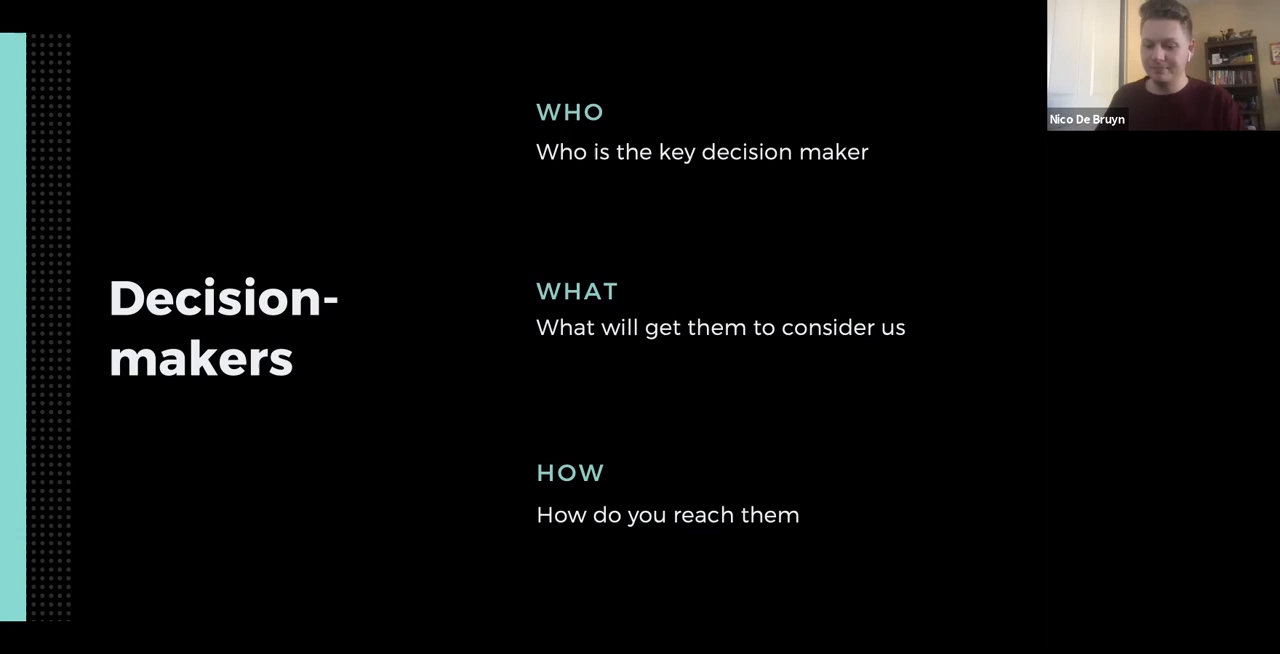 Decision-
makers
WHO
Who is the key decision maker
WHAT
What will get them to consider us
HOW
How do you reach them
Nico De Bruyn